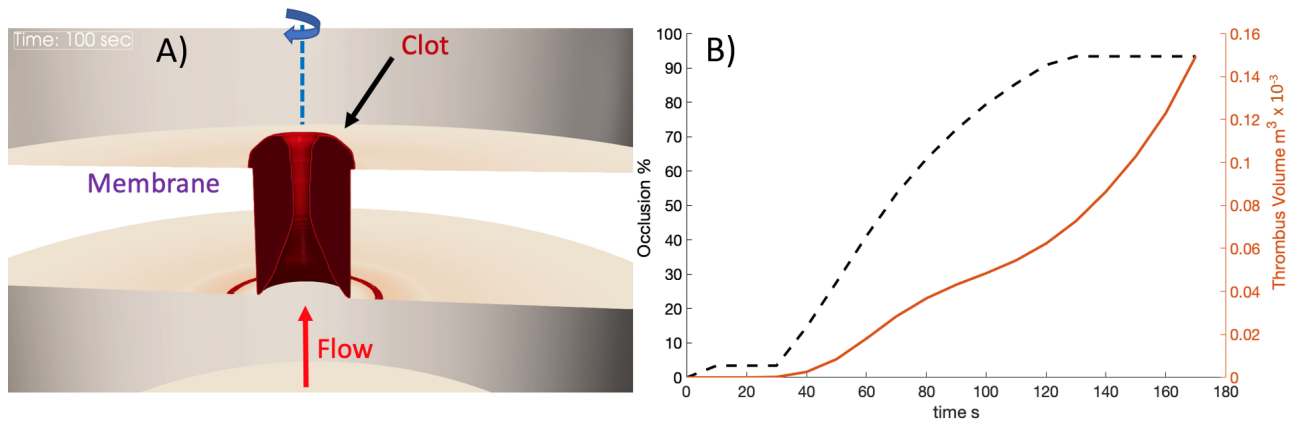 Time: 100 sec
A)
Clot
Membrane
Flow
B)
100
90
80
70
60
50
40
30
20
10
0
Occlusion %
0 20 40 60 80 100 120 140 160 180
time s
0.16
0.14
0.12
0.1
0.08
0.06
0.04
0.02
0
Thrombus Volume m³ x 10⁻³